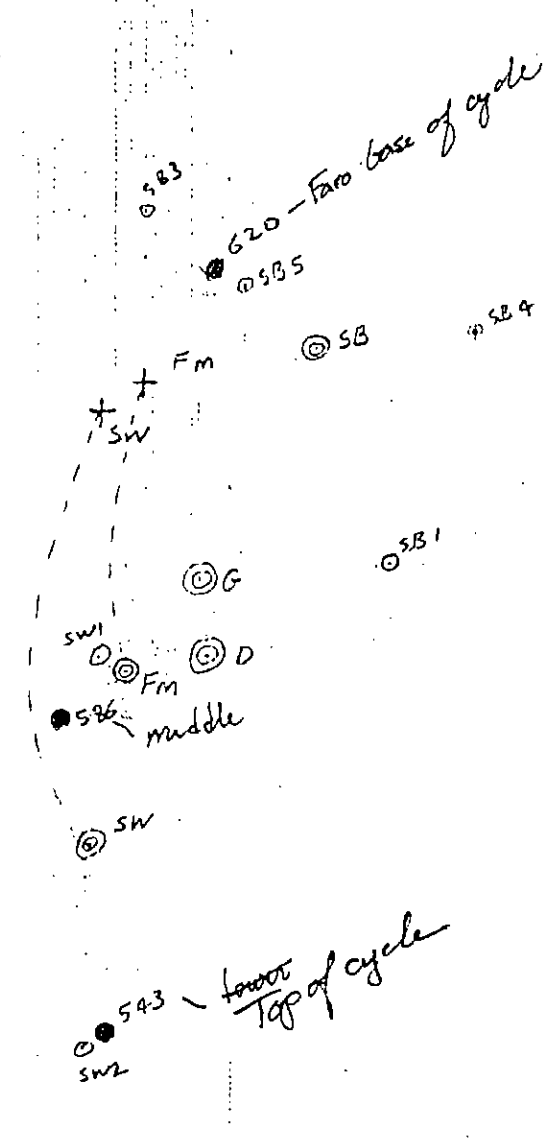 SB3
620 - Faro base of cycle
SB5
SB
SB4
Fm
SW
SB1
G
SW1
D
Fm
586 - middle
SW
543 - lower
Top of cycle
SW2